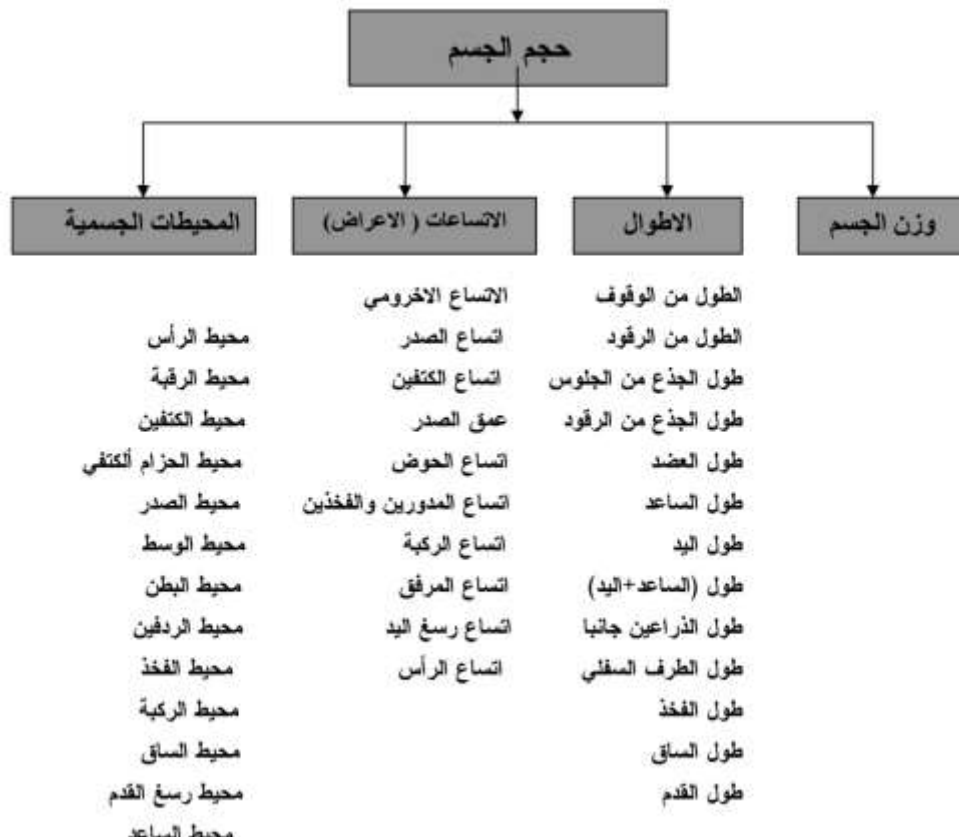 حجم الجسم
وزن الجسم
الاطوال
الطول من الوقوف
الطول من الرقود
طول الجذع من الجلوس
طول الجذع من الرقود
طول العضد
طول الساعد
طول اليد
طول (الساعد+اليد)
طول الذراعين جانبا
طول الطرف السفلي
طول الفخذ
طول الساق
طول القدم
الاتساعات ( الاعراض)
الاتساع الاخرومي
اتساع الصدر
اتساع الكتفين
عمق الصدر
اتساع الحوض
اتساع المدورين والفخذين
اتساع الركبة
اتساع المرفق
اتساع رسغ اليد
اتساع الرأس
المحيطات الجسمية
محيط الرأس
محيط الرقبة
محيط الكتفين
محيط الحزام ألكتفي
محيط الصدر
محيط الوسط
محيط البطن
محيط الردفين
محيط الفخذ
محيط الركبة
محيط الساق
محيط رسغ القدم
محيط الساعد